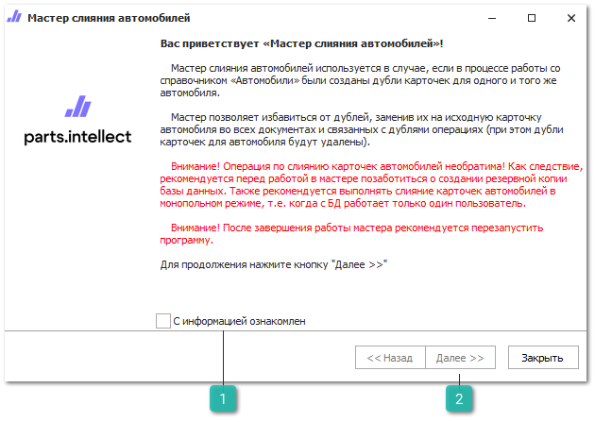 Мастер слияния автомобилей
Вас приветствует «Мастер слияния автомобилей»!
Мастер слияния автомобилей используется в случае, если в процессе работы со
справочником «Автомобили» были созданы дубли карточек для одного и того же
автомобиля.
Мастер позволяет избавиться от дублей, заменив их на исходную карточку
автомобиля во всех документах и связанных с дублями операциях (при этом дубли
карточек для автомобиля будут удалены).
parts.intellect
Внимание! Операция по слиянию карточек автомобилей необратима! Как следствие,
рекомендуется перед работой в мастере позаботиться о создании резервной копии
базы данных. Также рекомендуется выполнять слияние карточек автомобилей в
монопольном режиме, т.е. когда с БД работает только один пользователь.
Внимание! После завершения работы мастера рекомендуется перезапустить
программу.
Для продолжения нажмите кнопку "Далее >>"
С информацией ознакомлен
<< Назад Далее >> Закрыть
1 2